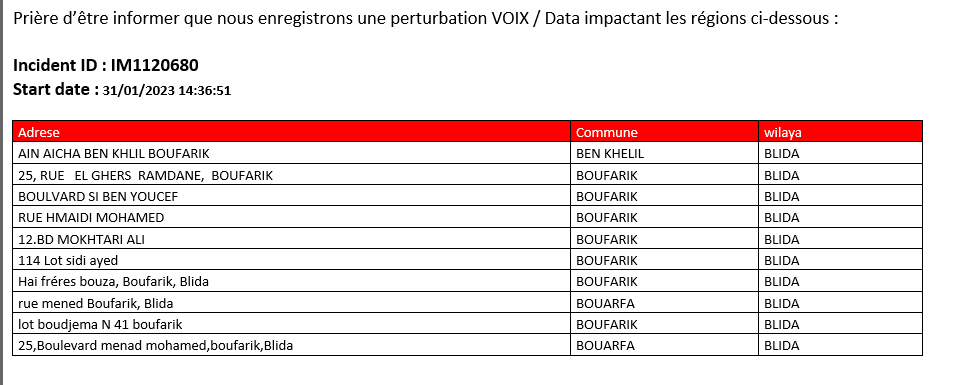 Prière d’être informer que nous enregistrons une perturbation VOIX / Data impactant les régions ci-dessous :
Incident ID : IM1120680
Start date : 31/01/2023 14:36:51
Adrese Commune wilaya
AIN AICHA BEN KHLIL BOUFARIK BEN KHELIL BLIDA
25, RUE EL GHERS RAMDANE, BOUFARIK BOUFARIK BLIDA
BOULVARD SI BEN YOUCEF BOUFARIK BLIDA
RUE HMAIDI MOHAMED BOUFARIK BLIDA
12.BD MOKHTARI ALI BOUFARIK BLIDA
114 Lot sidi ayed BOUFARIK BLIDA
Hai fréres bouza, Boufarik, Blida BOUFARIK BLIDA
rue mened Boufarik, Blida BOUARFA BLIDA
lot boudjema N 41 boufarik BOUFARIK BLIDA
25,Boulevard menad mohamed,boufarik,Blida BOUARFA BLIDA